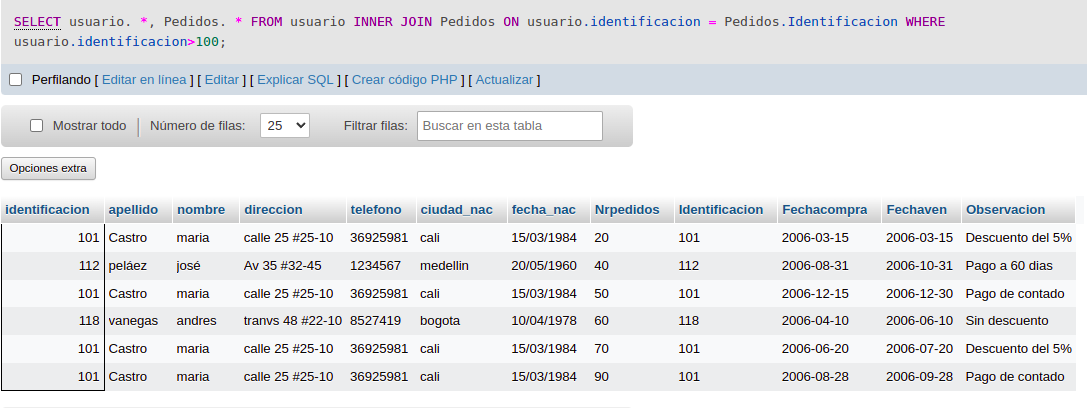 SELECT usuario. *, Pedidos. * FROM usuario INNER JOIN Pedidos ON usuario.identificacion = Pedidos.Identificacion WHERE
usuario.identificacion>100;
Perfilando [ Editar en línea ] [ Editar ] [ Explicar SQL ] [ Crear código PHP ] [ Actualizar ]
Mostrar todo | Número de filas: 25 Filtrar filas: Buscar en esta tabla
Opciones extra
identificacion apellido nombre direccion telefono ciudad_nac fecha_nac Nrpedidos Identificacion Fechacompra Fechaven Observacion
101 Castro maria calle 25 #25-10 36925981 cali 15/03/1984 20 101 2006-03-15 2006-03-15 Descuento del 5%
112 peláez josé Av 35 #32-45 1234567 medellin 20/05/1960 40 112 2006-08-31 2006-10-31 Pago a 60 dias
101 Castro maria calle 25 #25-10 36925981 cali 15/03/1984 50 101 2006-12-15 2006-12-30 Pago de contado
118 vanegas andres tranvs 48 #22-10 8527419 bogota 10/04/1978 60 118 2006-04-10 2006-06-10 Sin descuento
101 Castro maria calle 25 #25-10 36925981 cali 15/03/1984 70 101 2006-06-20 2006-07-20 Descuento del 5%
101 Castro maria calle 25 #25-10 36925981 cali 15/03/1984 90 101 2006-08-28 2006-09-28 Pago de contado